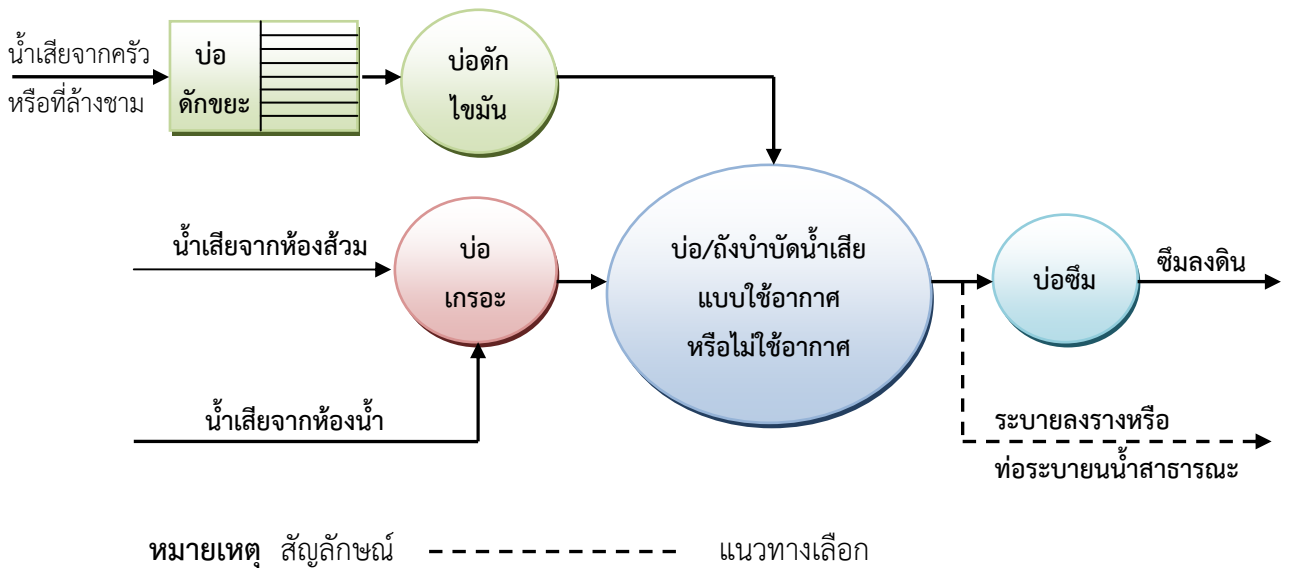 น้ำเสียจากครัว
หรือที่ล้างชาม
บ่อ
ดักขยะ
บ่อดัก
ไขมัน
น้ำเสียจากห้องส้วม
บ่อ
เกรอะ
น้ำเสียจากห้องน้ำ
บ่อ/ถังบำบัดน้ำเสีย
แบบใช้อากาศ
หรือไม่ใช้อากาศ
บ่อซึม
ซึมลงดิน
ระบายลงรางหรือ
ท่อระบายนน้ำสาธารณะ
หมายเหตุ สัญลักษณ์ แนวทางเลือก